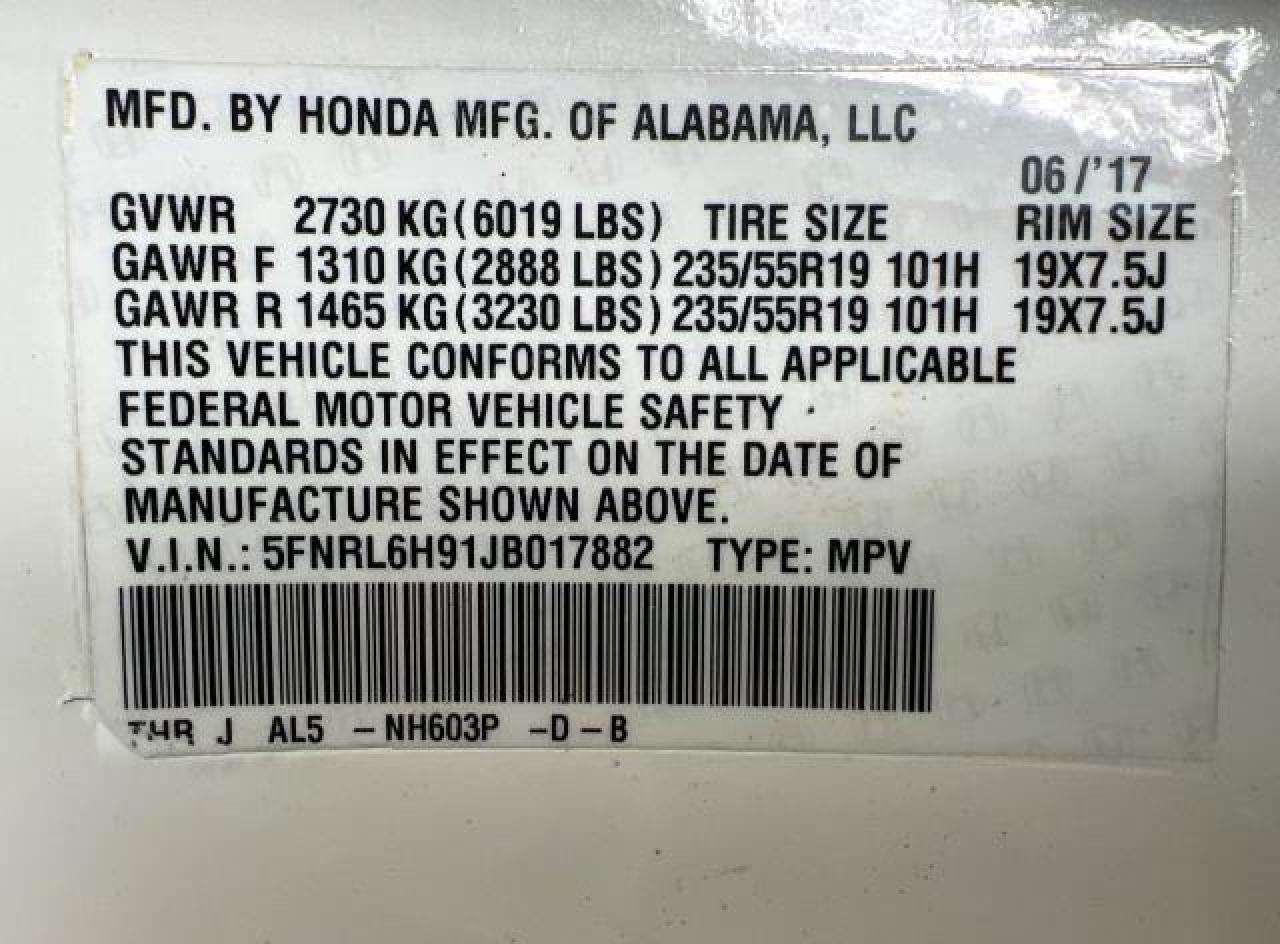 MFD. BY HONDA MFG. OF ALABAMA, LLC
06/'17
GVWR 2730 KG (6019 LBS) TIRE SIZE RIM SIZE
GAWR F 1310 KG (2888 LBS) 235/55R19 101H 19X7.5J
GAWR R 1465 KG (3230 LBS) 235/55R19 101H 19X7.5J
THIS VEHICLE CONFORMS TO ALL APPLICABLE
FEDERAL MOTOR VEHICLE SAFETY
STANDARDS IN EFFECT ON THE DATE OF
MANUFACTURE SHOWN ABOVE.
V.I.N.: 5FNRL6H91JB017882 TYPE: MPV
THR J AL5 – NH603P – D – B